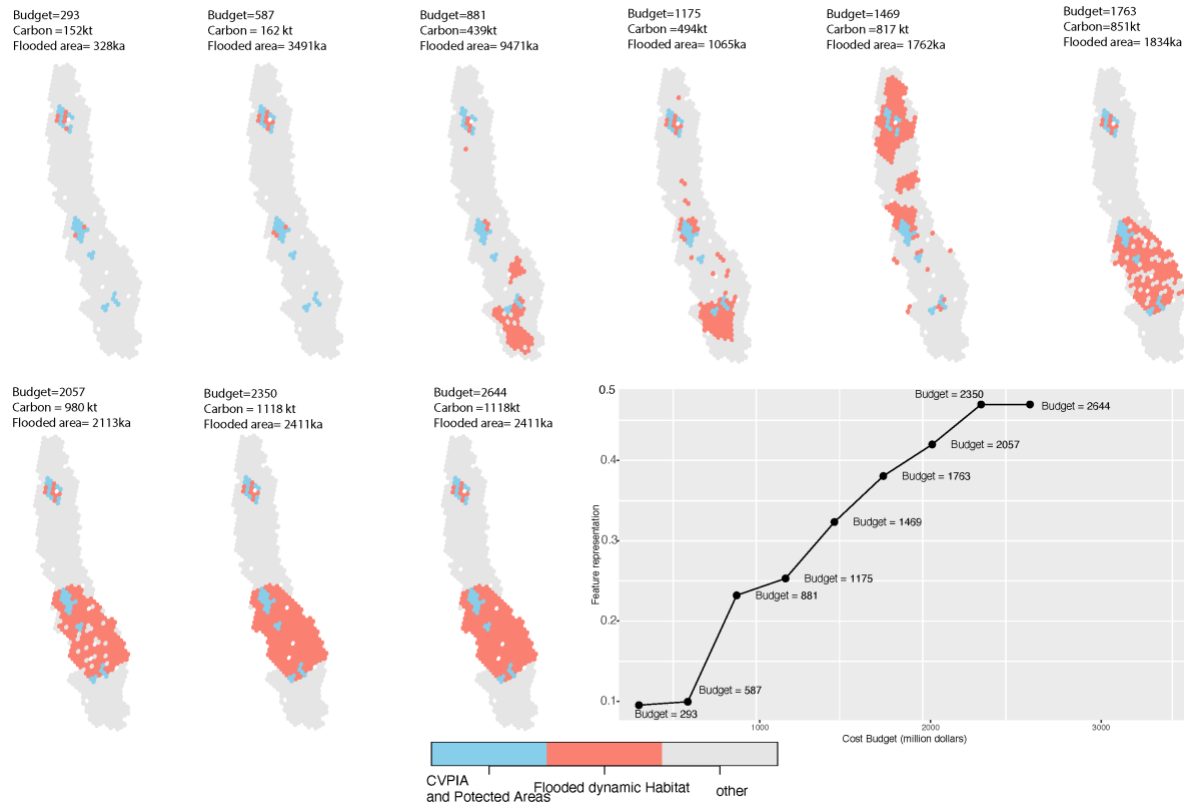 Budget=293
Carbon =152kt
Flooded area= 328ka
Budget=587
Carbon = 162 kt
Flooded area= 3491ka
Budget=881
Carbon=439kt
Flooded area= 9471ka
Budget=1175
Carbon =494kt
Flooded area= 1065ka
Budget=1469
Carbon = 817 kt
Flooded area= 1762ka
Budget=1763
Carbon=851kt
Flooded area= 1834ka
Budget=2057
Carbon = 980 kt
Flooded area= 2113ka
Budget=2350
Carbon = 1118 kt
Flooded area= 2411ka
Budget=2644
Carbon =1118kt
Flooded area= 2411ka
0.5
0.4
0.3
0.2
0.1
Feature representation
Budget = 2350
Budget = 2644
Budget = 2057
Budget = 1763
Budget = 1469
Budget = 1175
Budget = 881
Budget = 587
Budget = 293
1000
2000
3000
Cost Budget (million dollars)
CVPIA
and Potected Areas
Flooded dynamic Habitat
other